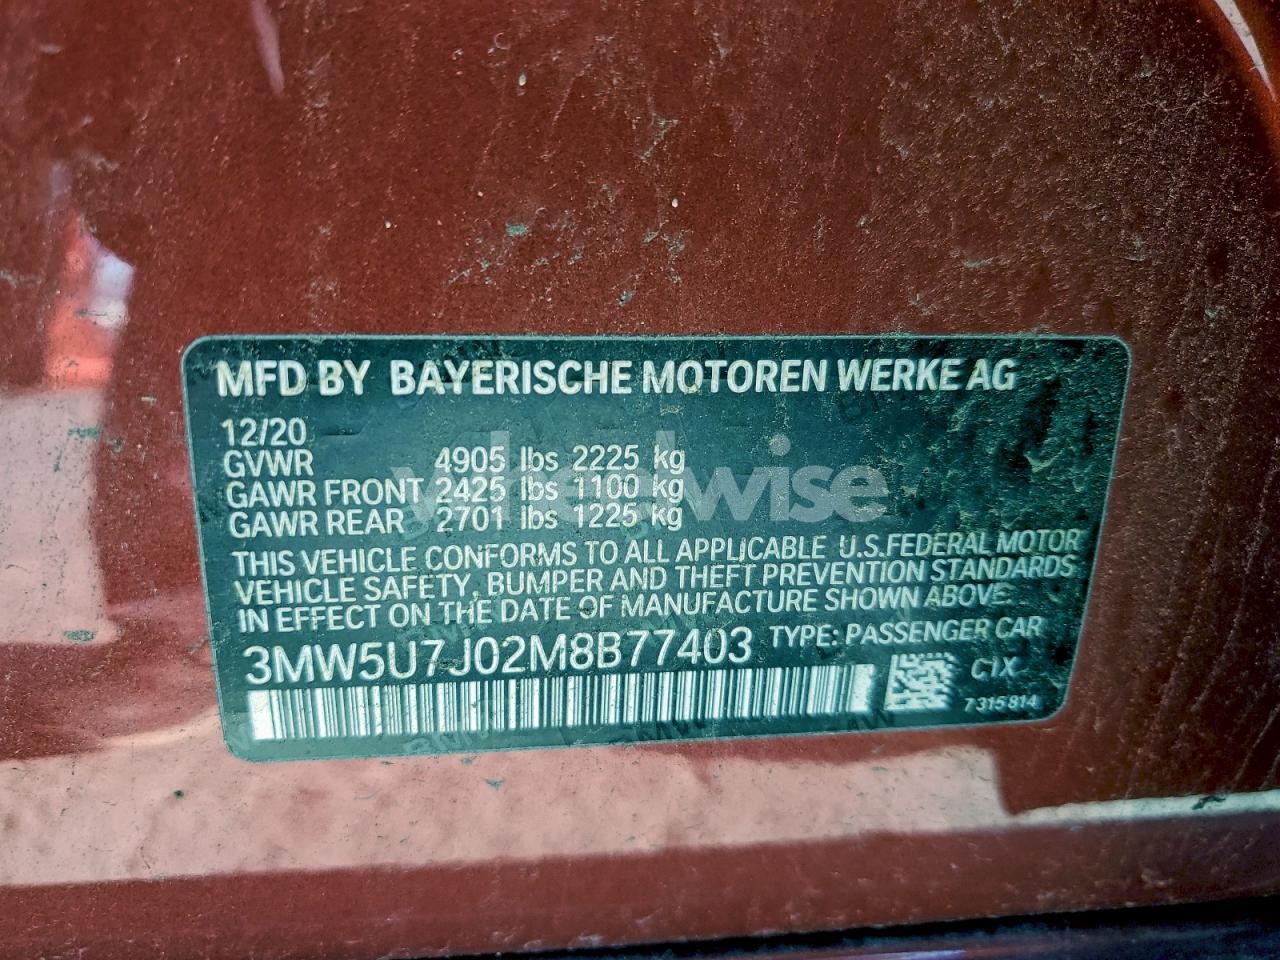 MFD BY BAYERISCHE MOTOREN WERKE AG
12/20
GVWR 4905 lbs 2225 kg
GAWR FRONT 2425 lbs 1100 kg
GAWR REAR 2701 lbs 1225 kg
wheelwise
THIS VEHICLE CONFORMS TO ALL APPLICABLE U.S.FEDERAL MOTOR
VEHICLE SAFETY, BUMPER AND THEFT PREVENTION STANDARDS
IN EFFECT ON THE DATE OF MANUFACTURE SHOWN ABOVE
3MW5U7J02M8B77403 TYPE: PASSENGER CAR
C1X
7315814